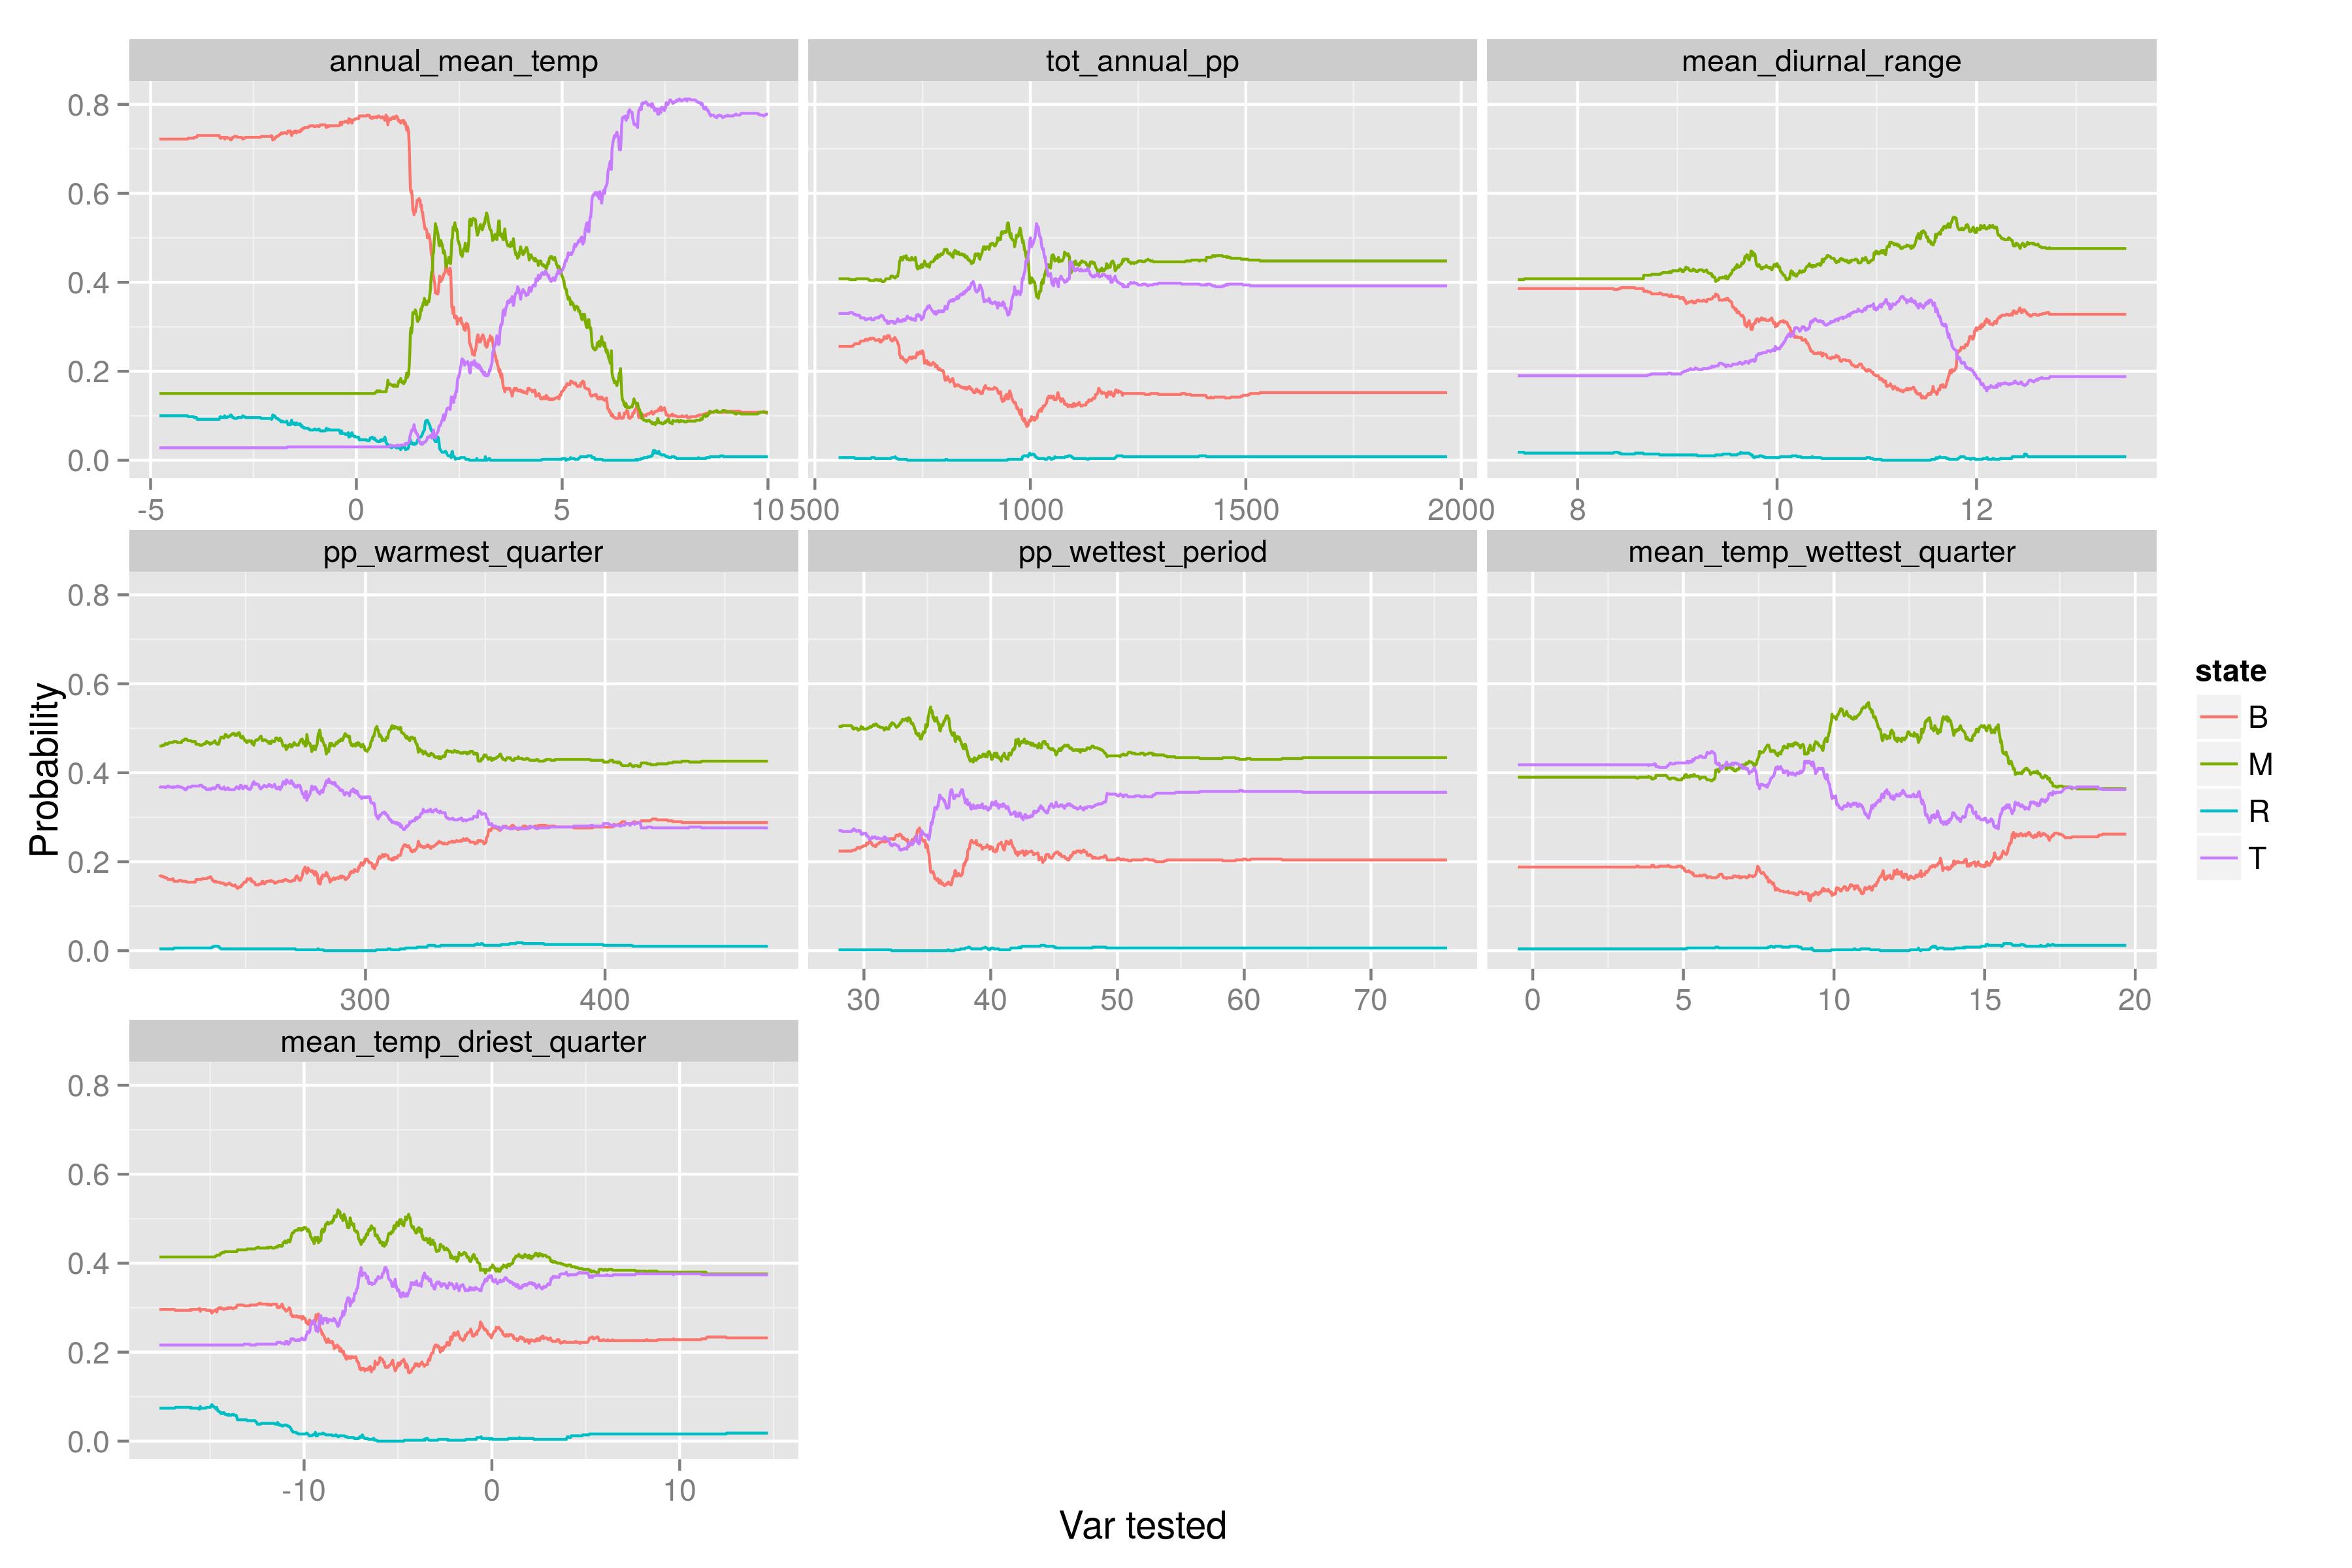 annual_mean_temp
tot_annual_pp
mean_diurnal_range
0.8
0.6
0.4
0.2
0.0
-5 0 5 10
500 1000 1500 2000
8 10 12
pp_warmest_quarter
pp_wettest_period
mean_temp_wettest_quarter
0.8
0.6
0.4
0.2
0.0
300 400
30 40 50 60 70
0 5 10 15 20
mean_temp_driest_quarter
0.8
0.6
0.4
0.2
0.0
-10 0 10
Probability
Var tested
state
B
M
R
T